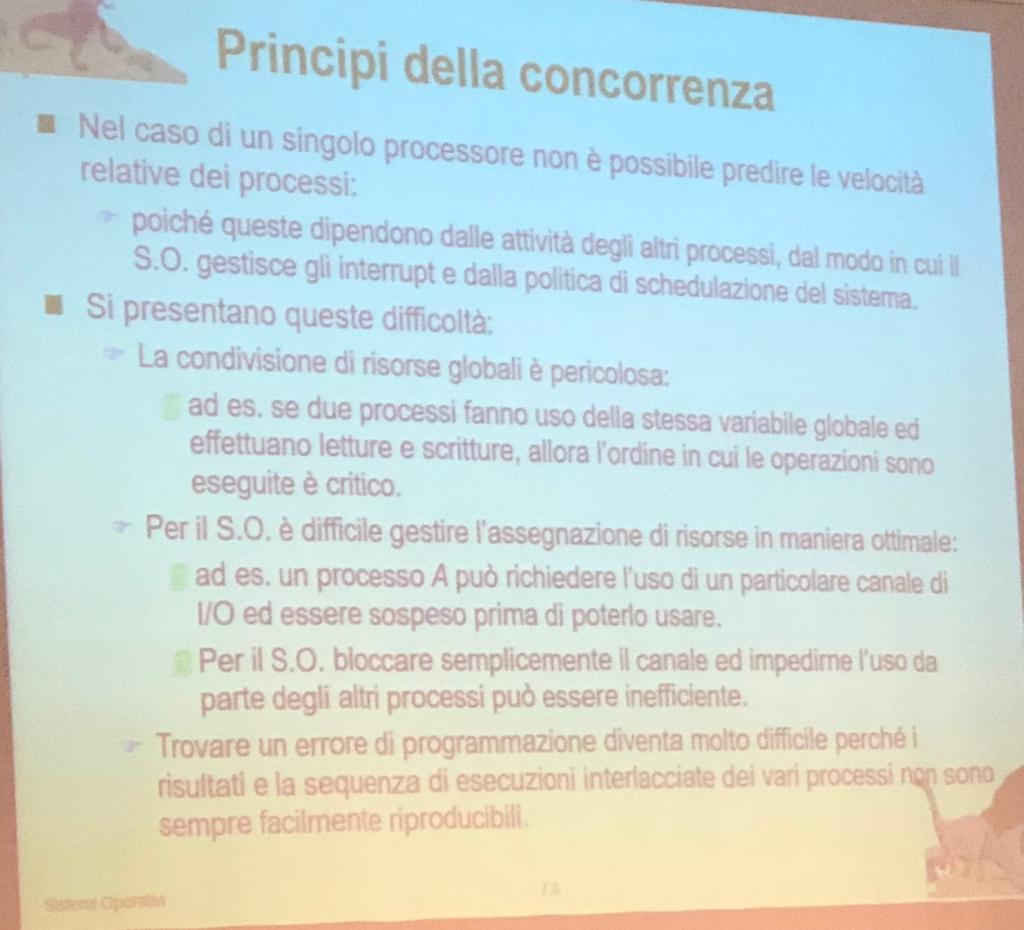 Principi della concorrenza
Nel caso di un singolo processore non è possibile predire le velocità
relative dei processi:
poiché queste dipendono dalle attività degli altri processi, dal modo in cui il
S.O. gestisce gli interrupt e dalla politica di schedulazione del sistema.
Si presentano queste difficoltà:
La condivisione di risorse globali è pericolosa:
ad es. se due processi fanno uso della stessa variabile globale ed
effettuano letture e scritture, allora l'ordine in cui le operazioni sono
eseguite è critico.
Per il S.O. è difficile gestire l'assegnazione di risorse in maniera ottimale:
ad es. un processo A può richiedere l'uso di un particolare canale di
I/O ed essere sospeso prima di poterlo usare.
Per il S.O. bloccare semplicemente il canale ed impedirne l'uso da
parte degli altri processi può essere inefficiente.
Trovare un errore di programmazione diventa molto difficile perché i
risultati e la sequenza di esecuzioni interlacciate dei vari processi non sono
sempre facilmente riproducibili.
Sistemi Operativi